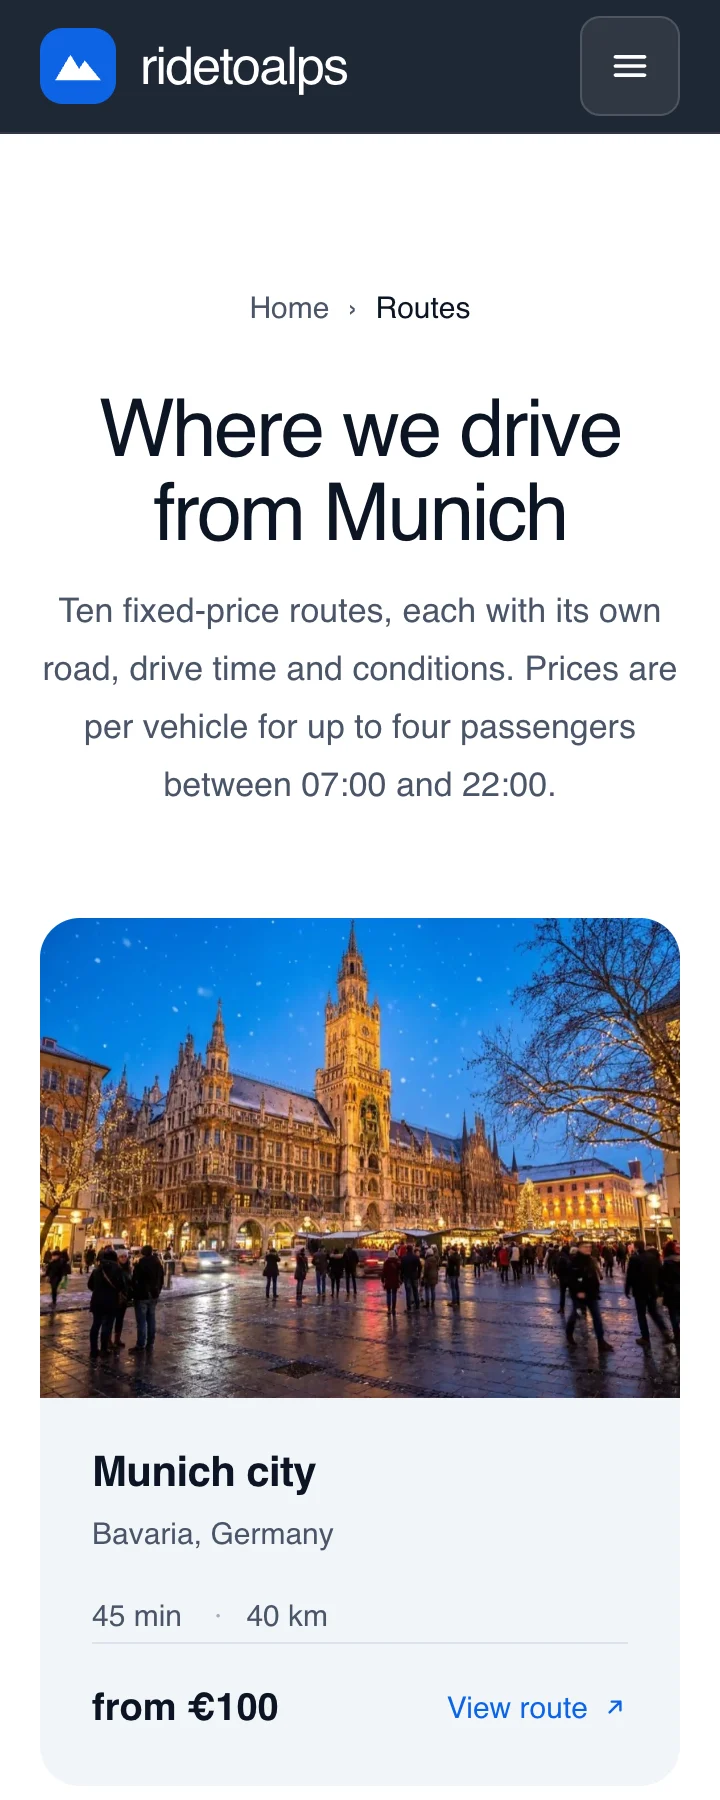 ridetoalps
Home › Routes
Where we drive
from Munich
Ten fixed-price routes, each with its own
road, drive time and conditions. Prices are
per vehicle for up to four passengers
between 07:00 and 22:00.
Munich city
Bavaria, Germany
45 min · 40 km
from €100 View route ↗